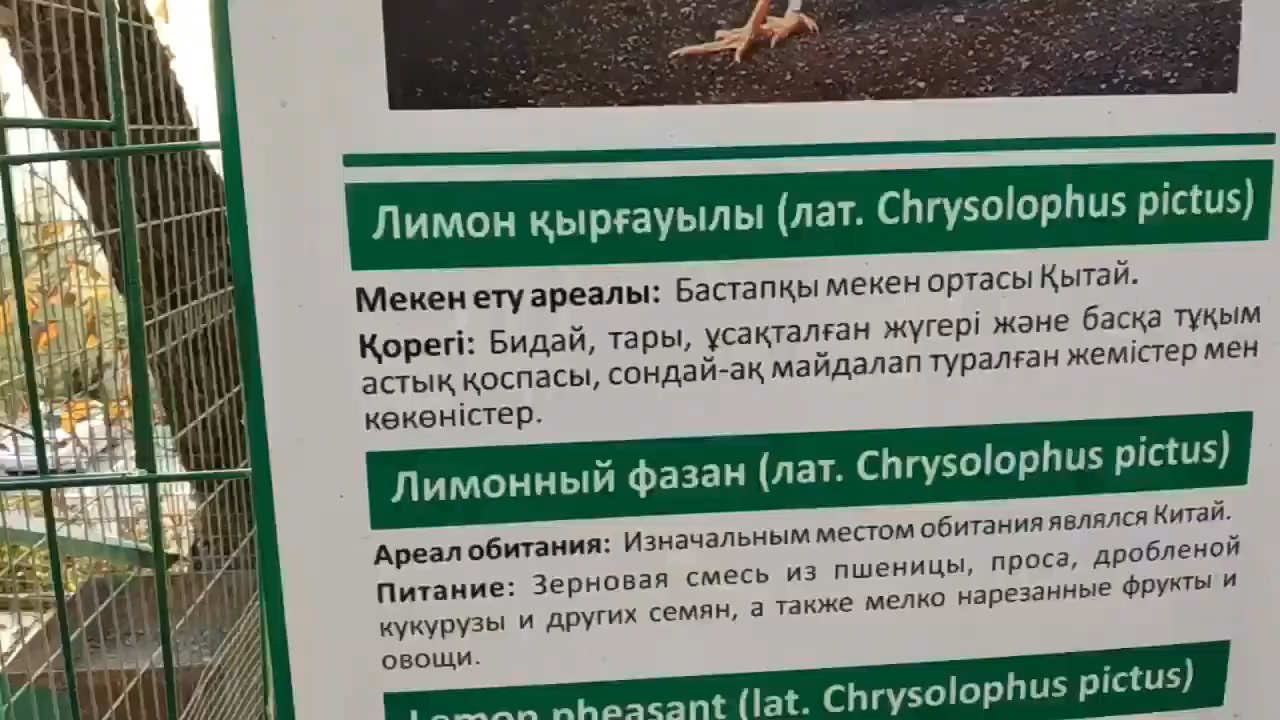 Лимон қырғауылы (лат. Chrysolophus pictus)
Мекен ету ареалы: Бастапқы мекен ортасы Қытай.
Қорегі: Бидай, тары, ұсақталған жүгері және басқа тұқым
астық қоспасы, сондай-ақ майдалап туралған жемістер мен
көкөністер.
Лимонный фазан (лат. Chrysolophus pictus)
Ареал обитания: Изначальным местом обитания являлся Китай.
Питание: Зерновая смесь из пшеницы, проса, дробленой
кукурузы и других семян, а также мелко нарезанные фрукты и
овощи.
Lemon pheasant (lat. Chrysolophus pictus)